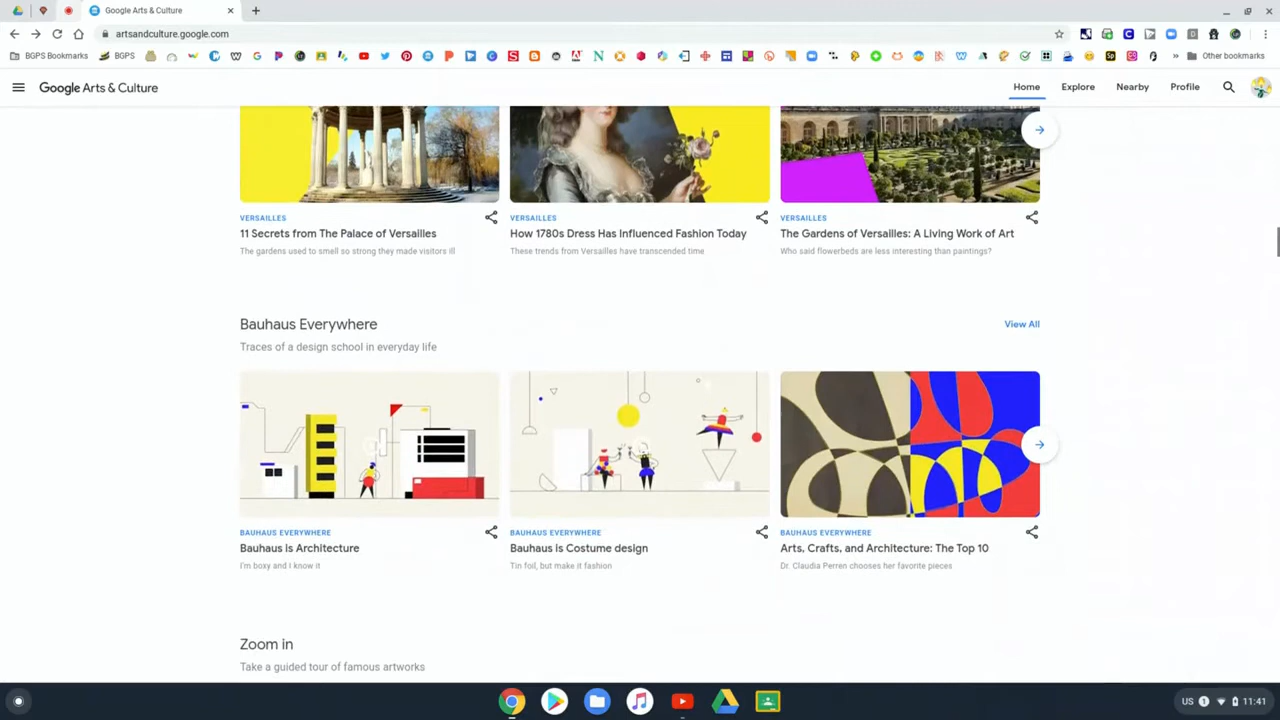 Google Arts & Culture
artsandculture.google.com
BGPS Bookmarks
BGPS
Other bookmarks
Google Arts & Culture
Home
Explore
Nearby
Profile
VERSAILLES
11 Secrets from The Palace of Versailles
The gardens used to smell so strong they made visitors ill
VERSAILLES
How 1780s Dress Has Influenced Fashion Today
These trends from Versailles have transcended time
VERSAILLES
The Gardens of Versailles: A Living Work of Art
Who said flowerbeds are less interesting than paintings?
Bauhaus Everywhere
View All
Traces of a design school in everyday life
BAUHAUS EVERYWHERE
Bauhaus is Architecture
I'm boxy and I know it
BAUHAUS EVERYWHERE
Bauhaus is Costume design
Tin foil, but make it fashion
BAUHAUS EVERYWHERE
Arts, Crafts, and Architecture: The Top 10
Dr. Claudia Perren chooses her favorite pieces
Zoom in
Take a guided tour of famous artworks
US
1
11:41